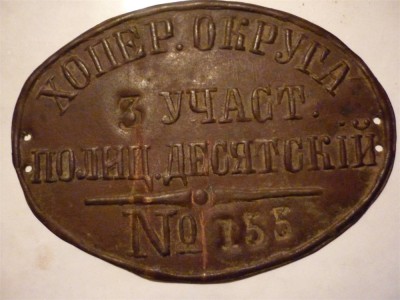 ХОПЕР. ОКРУГА
3 УЧАСТ.
ПОЛИЦ. ДЕСЯТСКІЙ
№ 155